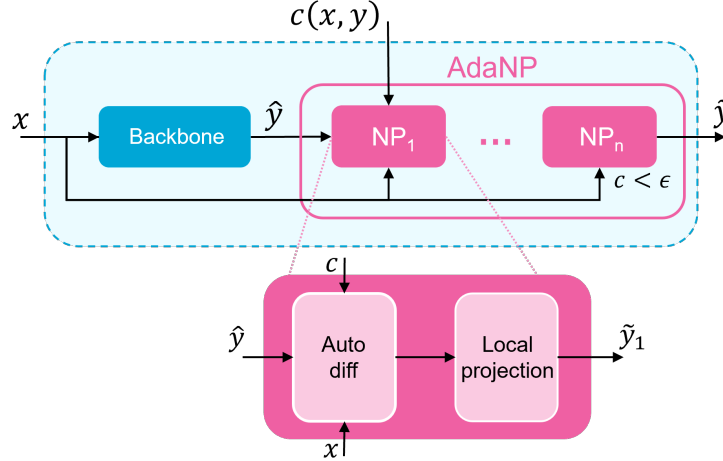 c(x, y)
AdaNP
x
Backbone
ŷ
NP₁
...
NPₙ
ỹ
c < ϵ
c
ŷ
Auto
diff
Local
projection
ỹ₁
x